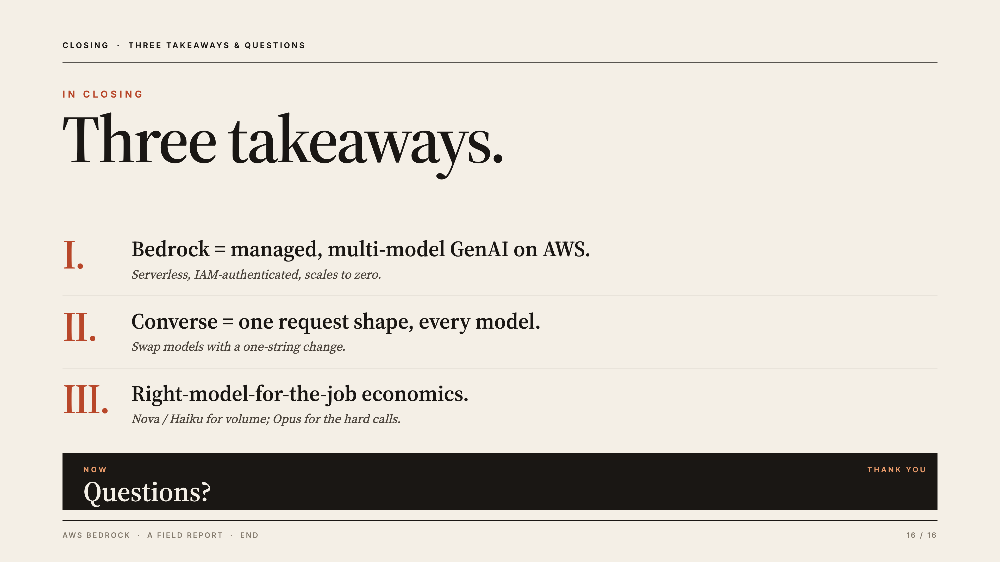 CLOSING · THREE TAKEAWAYS & QUESTIONS
IN CLOSING
Three takeaways.
I.
Bedrock = managed, multi-model GenAI on AWS.
Serverless, IAM-authenticated, scales to zero.
II.
Converse = one request shape, every model.
Swap models with a one-string change.
III.
Right-model-for-the-job economics.
Nova / Haiku for volume; Opus for the hard calls.
NOW
THANK YOU
Questions?
AWS BEDROCK · A FIELD REPORT · END
16 / 16